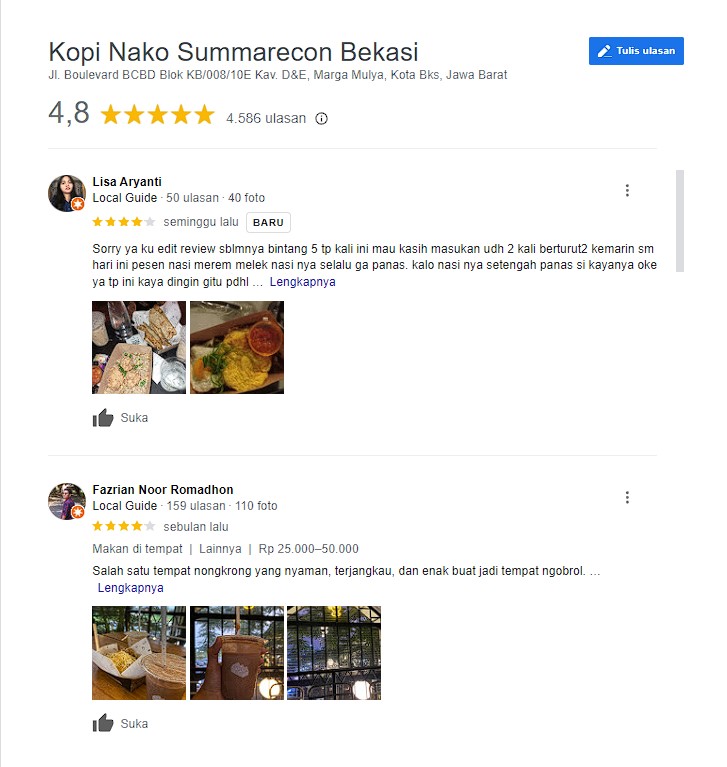 Kopi Nako Summarecon Bekasi
Tulis ulasan
Jl. Boulevard BCBD Blok KB/008/10E Kav. D&E, Marga Mulya, Kota Bks, Jawa Barat
4,8 4.586 ulasan
Lisa Aryanti
Local Guide · 50 ulasan · 40 foto
seminggu lalu BARU
Sorry ya ku edit review sblmnya bintang 5 tp kali ini mau kasih masukan udh 2 kali berturut2 kemarin sm
hari ini pesen nasi merem melek nasi nya selalu ga panas. kalo nasi nya setengah panas si kayanya oke
ya tp ini kaya dingin gitu pdhl … Lengkapnya
Suka
Fazrian Noor Romadhon
Local Guide · 159 ulasan · 110 foto
sebulan lalu
Makan di tempat | Lainnya | Rp 25.000–50.000
Salah satu tempat nongkrong yang nyaman, terjangkau, dan enak buat jadi tempat ngobrol. …
Lengkapnya
Suka